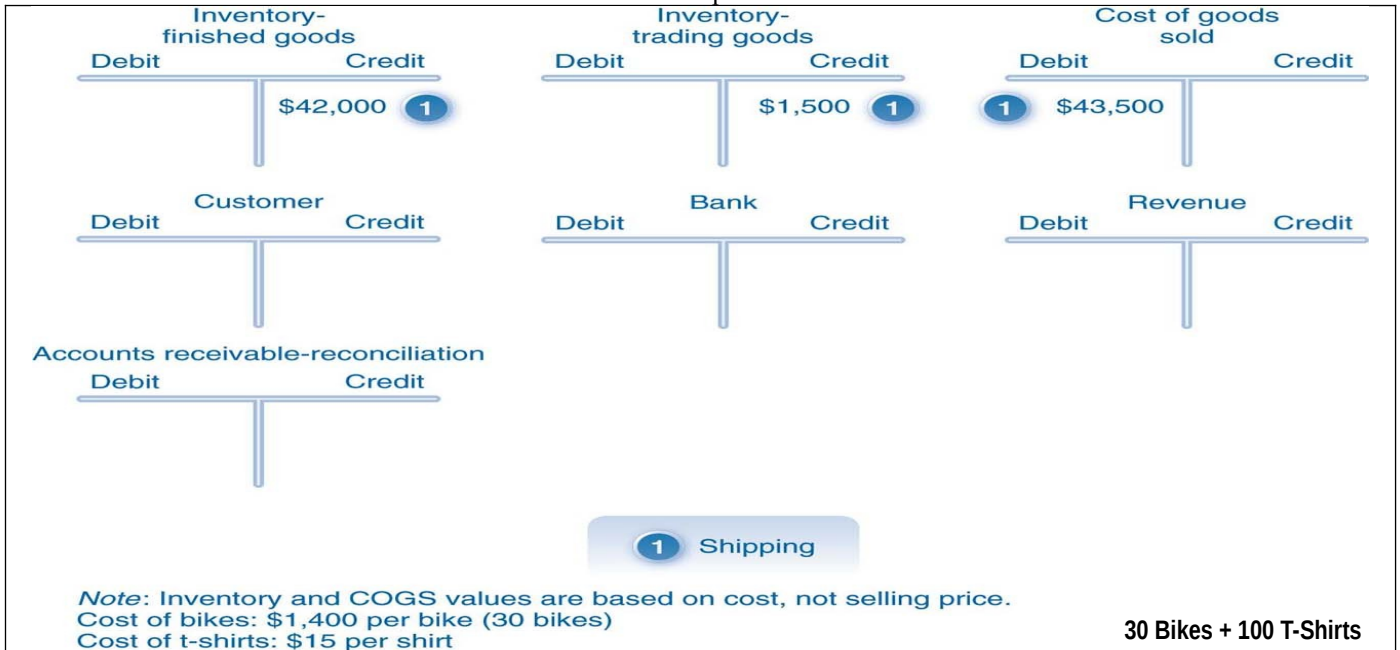 Inventory-
finished goods
Debit Credit
$42,000 1
Inventory-
trading goods
Debit Credit
$1,500 1
Cost of goods
sold
Debit Credit
1 $43,500
Customer
Debit Credit
Bank
Debit Credit
Revenue
Debit Credit
Accounts receivable-reconciliation
Debit Credit
1 Shipping
Note: Inventory and COGS values are based on cost, not selling price.
Cost of bikes: $1,400 per bike (30 bikes)
Cost of t-shirts: $15 per shirt
30 Bikes + 100 T-Shirts